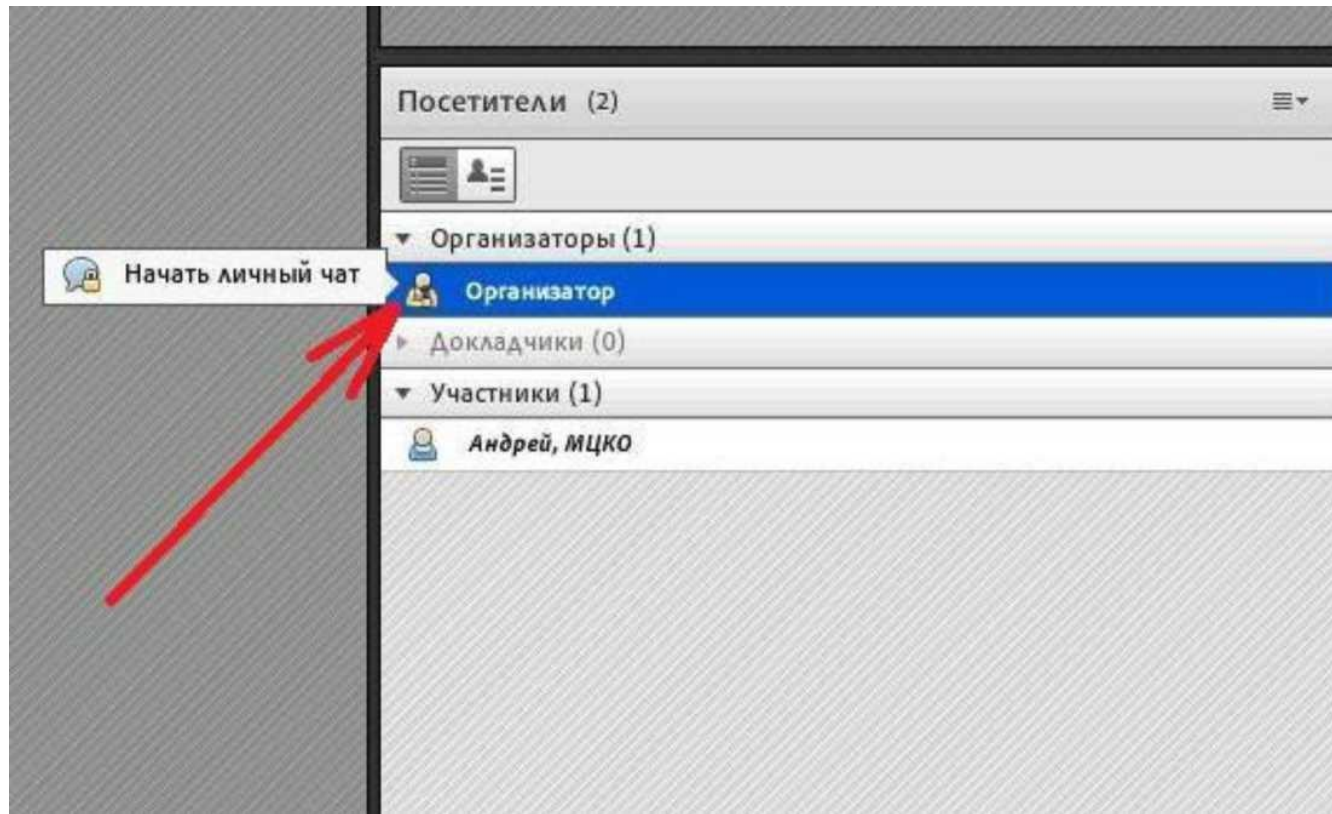 Посетители (2)
Организаторы (1)
Начать личный чат
Организатор
Докладчики (0)
Участники (1)
Андрей, МЦКО